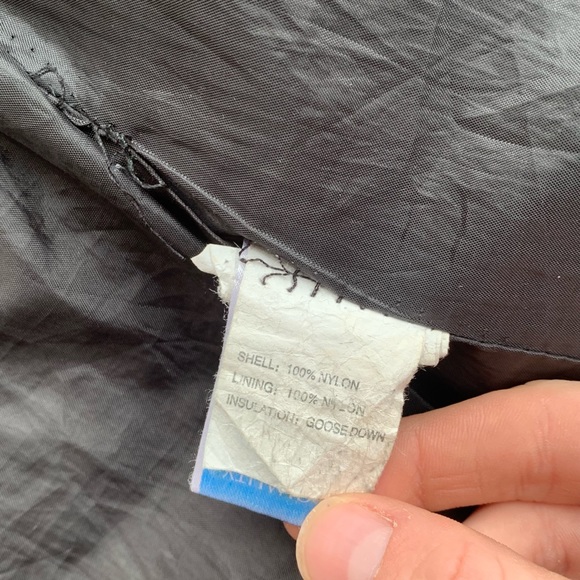 SHELL: 100% NYLON
LINING: 100% NYLON
INSULATION: GOOSE DOWN